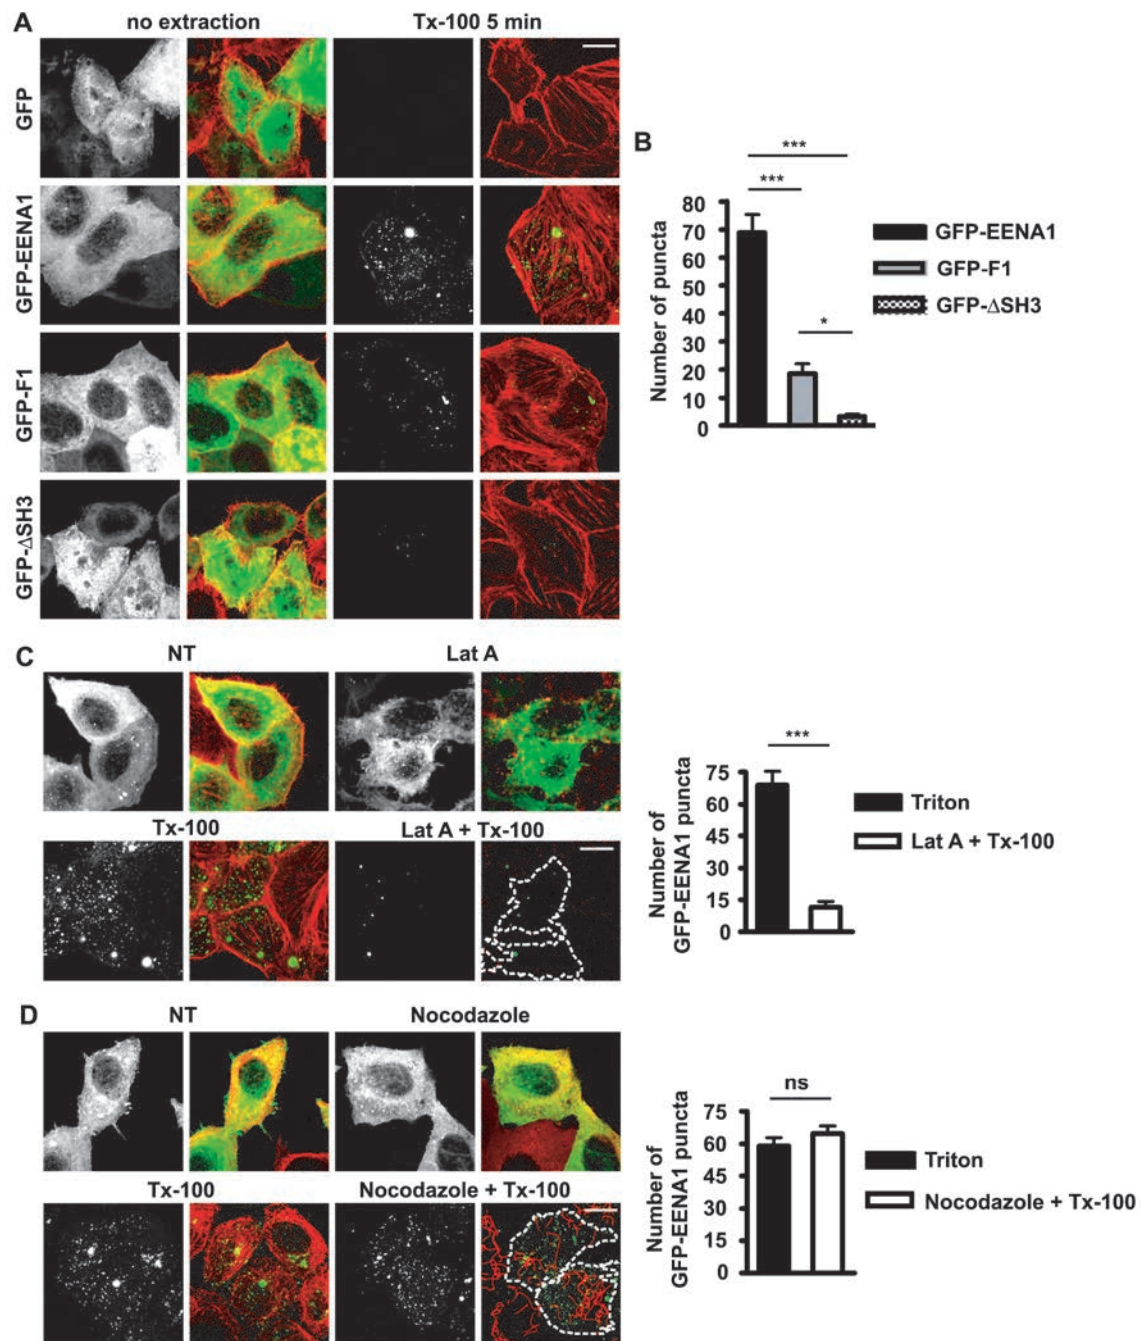 A
no extraction
Tx-100 5 min
GFP
GFP-EENA1
GFP-F1
GFP-ΔSH3
B
***
***
*
Number of puncta
80
70
60
50
40
30
20
10
0
GFP-EENA1
GFP-F1
GFP-ΔSH3
C
NT
Lat A
Tx-100
Lat A + Tx-100
***
Number of
GFP-EENA1 puncta
75
60
45
30
15
0
Triton
Lat A + Tx-100
D
NT
Nocodazole
Tx-100
Nocodazole + Tx-100
ns
Number of
GFP-EENA1 puncta
75
60
45
30
15
0
Triton
Nocodazole + Tx-100